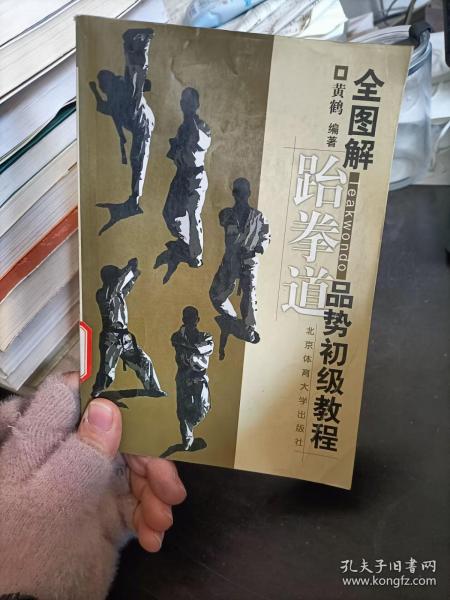 全图解
跆拳道
Teakwondo
品势初级教程
黄鹤 编著
北京体育大学出版社
孔夫子旧书网
www.kongfz.com